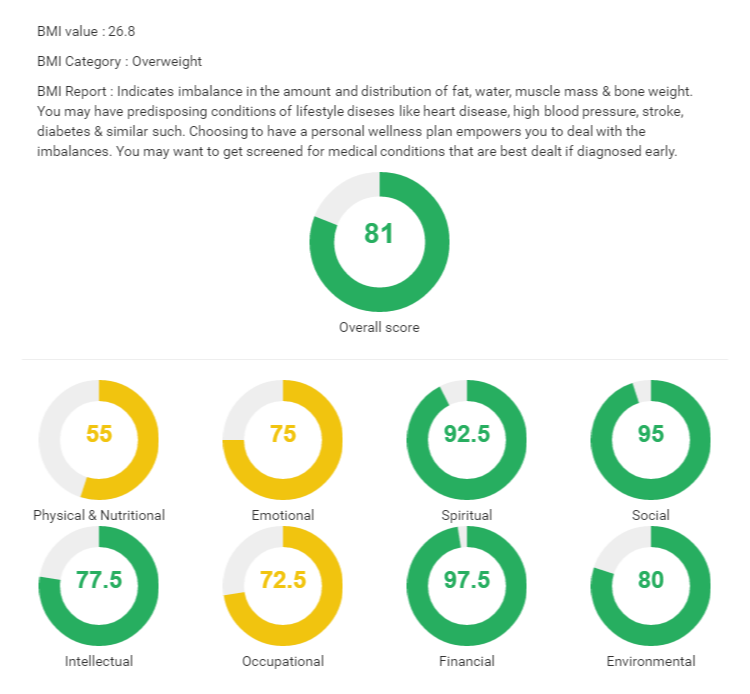 BMI value : 26.8
BMI Category : Overweight
BMI Report : Indicates imbalance in the amount and distribution of fat, water, muscle mass & bone weight.
You may have predisposing conditions of lifestyle diseses like heart disease, high blood pressure, stroke,
diabetes & similar such. Choosing to have a personal wellness plan empowers you to deal with the
imbalances. You may want to get screened for medical conditions that are best dealt if diagnosed early.
81
Overall score
55 75 92.5 95
Physical & Nutritional Emotional Spiritual Social
77.5 72.5 97.5 80
Intellectual Occupational Financial Environmental